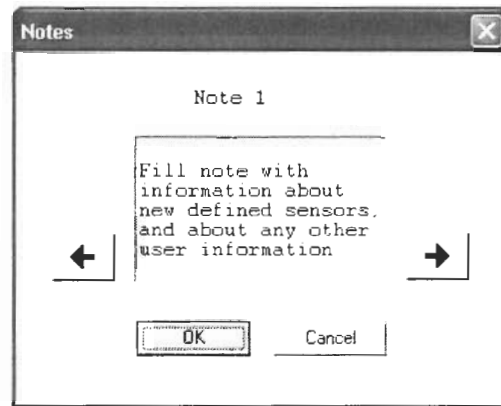 Notes
Note 1
Fill note with
information about
new defined sensors,
and about any other
user information
OK
Cancel